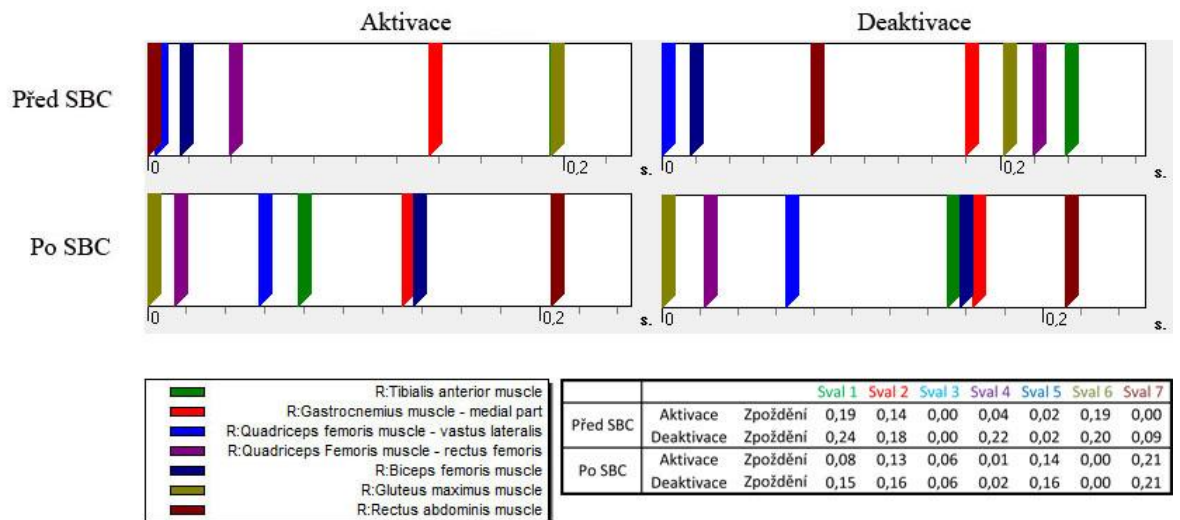 Aktivace Deaktivace
Před SBC
0 0,2 s. 0 0,2 s.
Po SBC
0 0,2 s. 0 0,2 s.
R:Tibialis anterior muscle
R:Gastrocnemius muscle - medial part
R:Quadriceps femoris muscle - vastus lateralis
R:Quadriceps Femoris muscle - rectus femoris
R:Biceps femoris muscle
R:Gluteus maximus muscle
R:Rectus abdominis muscle
Sval 1 Sval 2 Sval 3 Sval 4 Sval 5 Sval 6 Sval 7
Před SBC Aktivace Zpoždění 0,19 0,14 0,00 0,04 0,02 0,19 0,00
Deaktivace Zpoždění 0,24 0,18 0,00 0,22 0,02 0,20 0,09
Po SBC Aktivace Zpoždění 0,08 0,13 0,06 0,01 0,14 0,00 0,21
Deaktivace Zpoždění 0,15 0,16 0,06 0,02 0,16 0,00 0,21